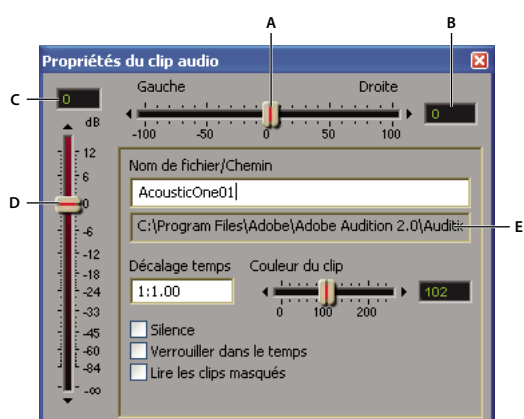 A
B
Propriétés du clip audio
C
0
Gauche
Droite
0
dB
-100 -50 0 50 100
12
6
D
0
-6
-12
-18
-24
-33
-45
-60
-84
-∞
Nom de fichier/Chemin
AcousticOne01
C:\Program Files\Adobe\Adobe Audition 2.0\Auditi
E
Décalage temps
Couleur du clip
1:1.00
102
0 100 200
Silence
Verrouiller dans le temps
Lire les clips masqués